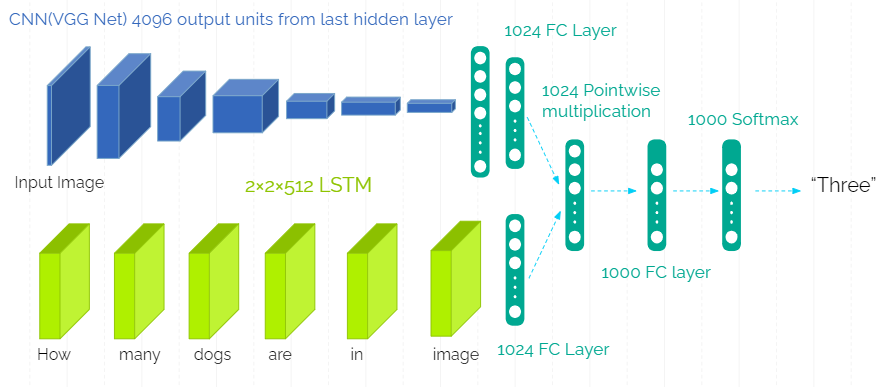 CNN(VGG Net) 4096 output units from last hidden layer
1024 FC Layer
1024 Pointwise
multiplication
1000 Softmax
Input Image
2×2×512 LSTM
“Three”
1000 FC layer
How many dogs are in image
1024 FC Layer